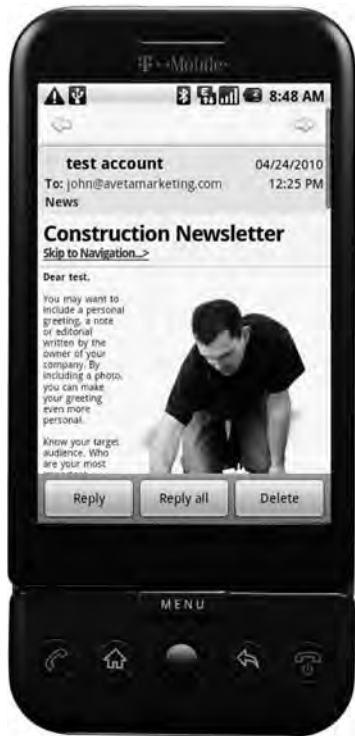 T··Mobile·
8:48 AM
test account
04/24/2010
To: john@avetamarketing.com
12:25 PM
News
Construction Newsletter
Skip to Navigation...>
Dear test,
You may want to
include a personal
greeting, a note
or editorial
written by the
owner of your
company. By
including a photo,
you can make
your greeting
even more
personal.
Know your target
audience. Who
are your most
important
Reply
Reply all
Delete
MENU